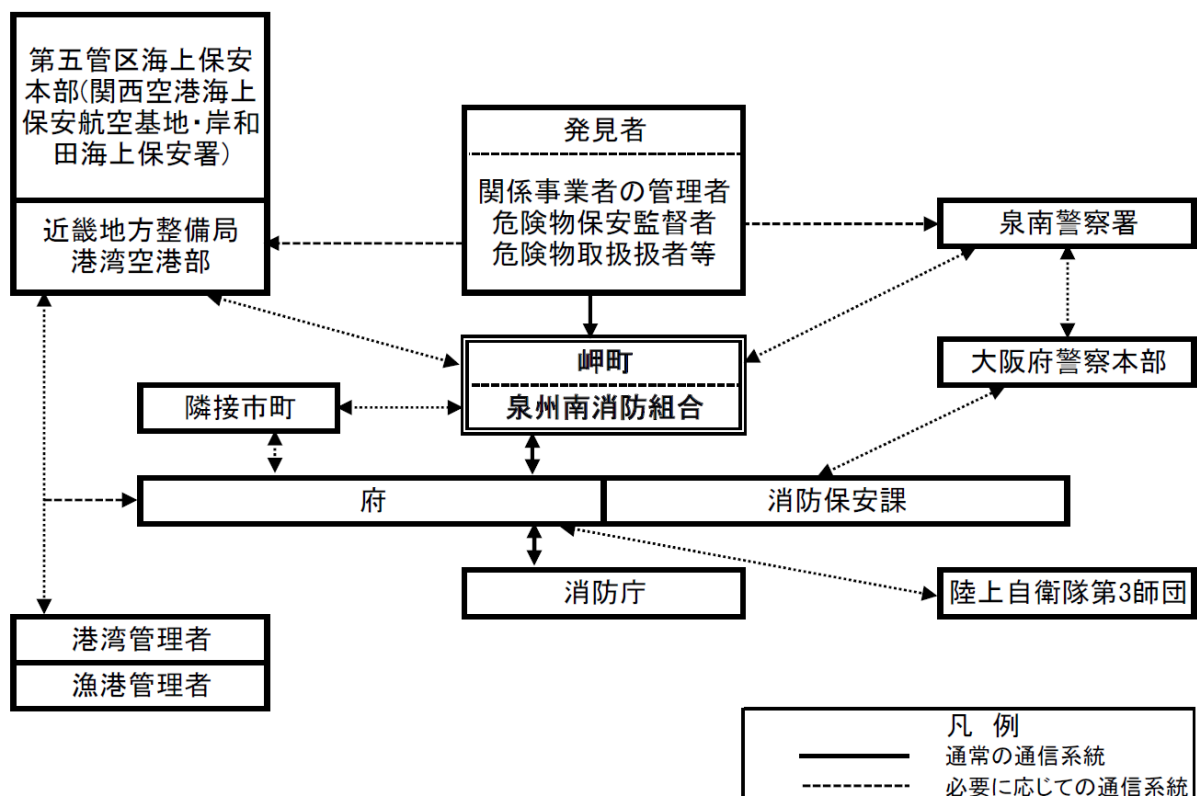 第五管区海上保安
本部(関西空港海上
保安航空基地・岸和
田海上保安署)
近畿地方整備局
港湾空港部
発見者
関係事業者の管理者
危険物保安監督者
危険物取扱扱者等
泉南警察署
岬町
泉州南消防組合
大阪府警察本部
隣接市町
府
消防保安課
消防庁
陸上自衛隊第3師団
港湾管理者
漁港管理者
凡 例
通常の通信系統
必要に応じての通信系統